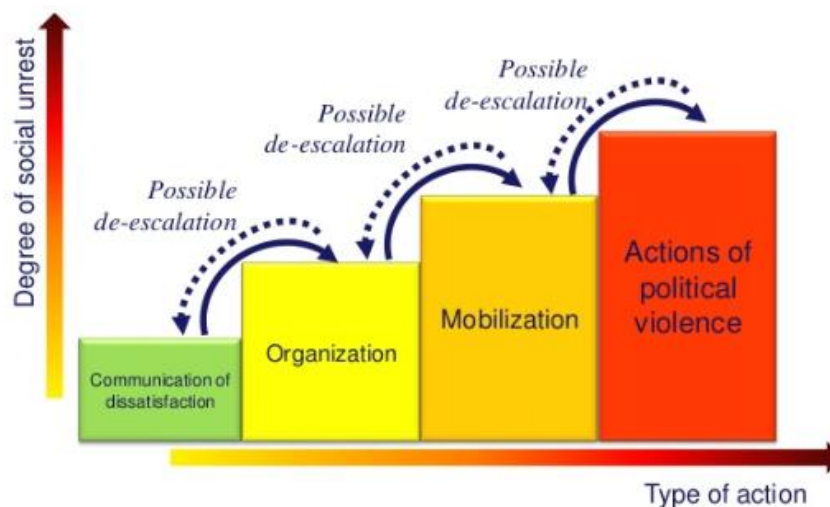 Degree of social unrest
Possible
de-escalation
Possible
de-escalation
Possible
de-escalation
Communication of
dissatisfaction
Organization
Mobilization
Actions of
political
violence
Type of action